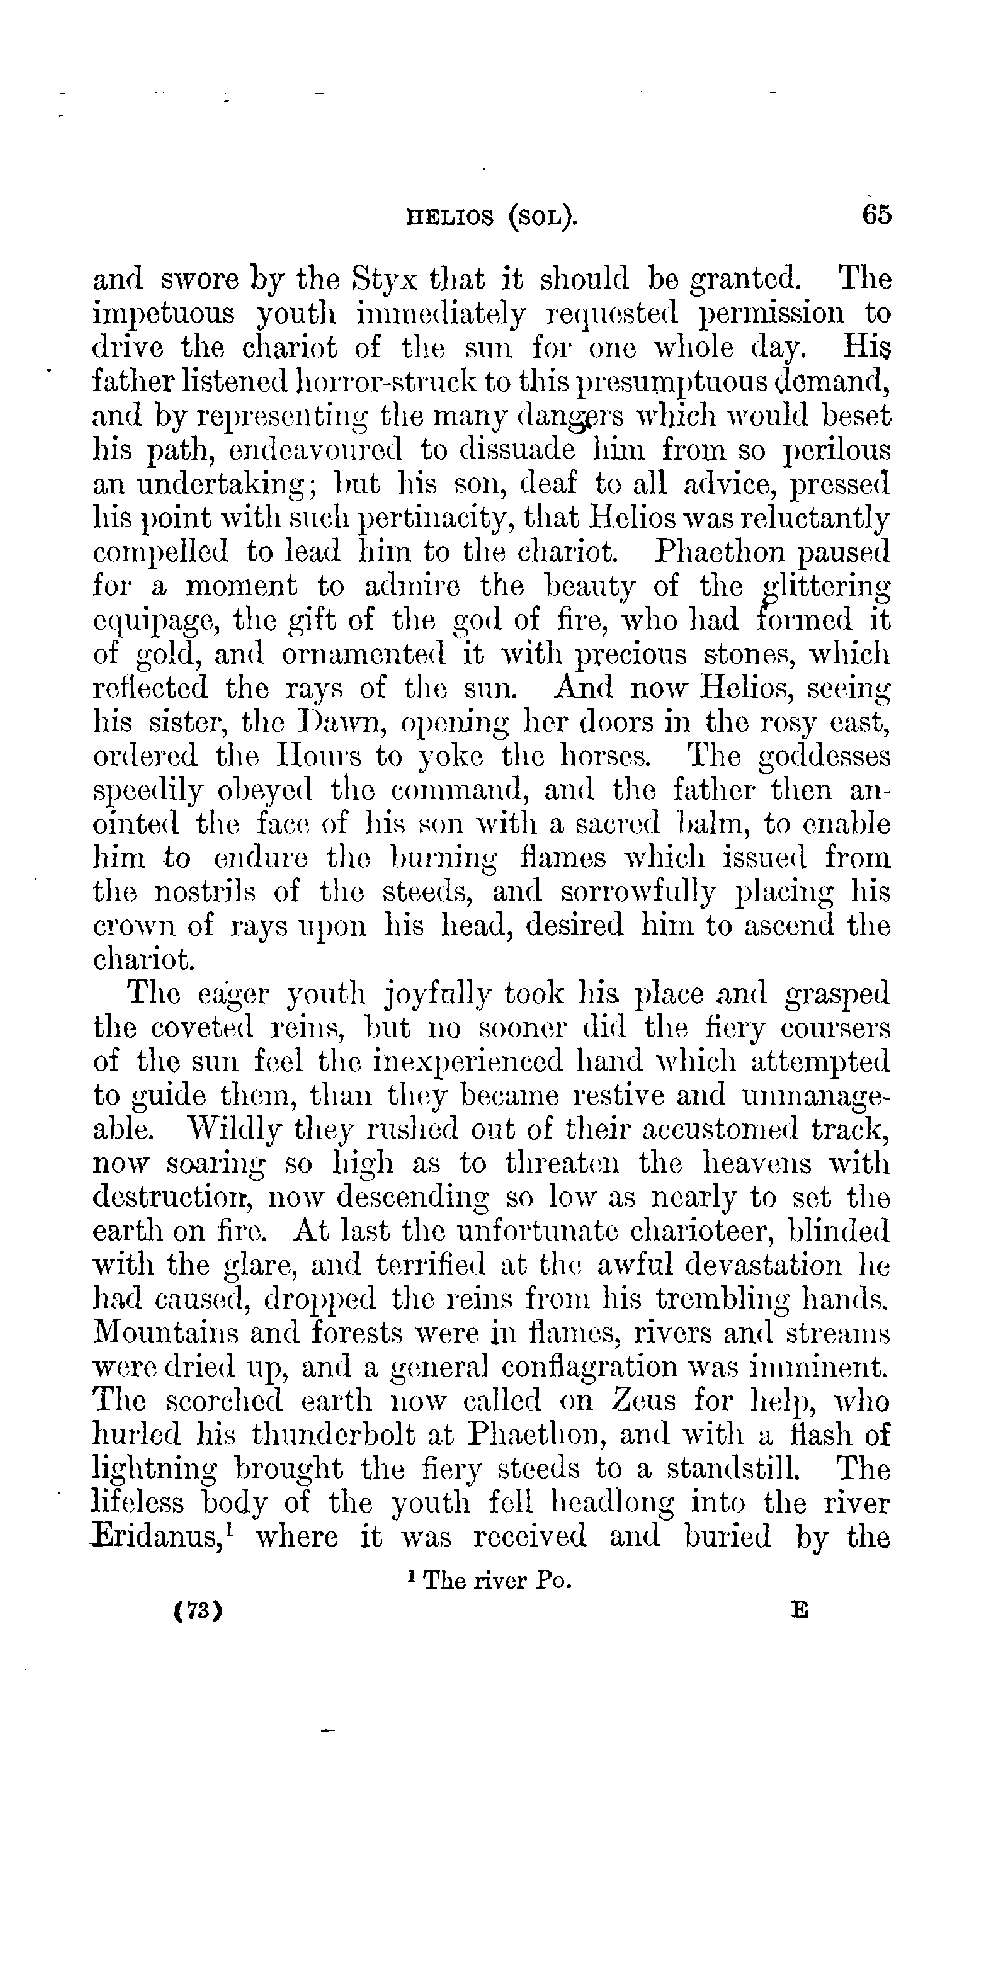 HELIOS (SOL). 65
and swore by the Styx that it should be granted. The
impetuous youth immediately requested permission to
drive the chariot of the sun for one whole day. His
father listened horror-struck to this presumptuous demand,
and by representing the many dangers which would beset
his path, endeavoured to dissuade him from so perilous
an undertaking; but his son, deaf to all advice, pressed
his point with such pertinacity, that Helios was reluctantly
compelled to lead him to the chariot. Phaethon paused
for a moment to admire the beauty of the glittering
equipage, the gift of the god of fire, who had formed it
of gold, and ornamented it with precious stones, which
reflected the rays of the sun. And now Helios, seeing
his sister, the Dawn, opening her doors in the rosy east,
ordered the Hours to yoke the horses. The goddesses
speedily obeyed the command, and the father then an-
ointed the face of his son with a sacred balm, to enable
him to endure the burning flames which issued from
the nostrils of the steeds, and sorrowfully placing his
crown of rays upon his head, desired him to ascend the
chariot.
The eager youth joyfully took his place and grasped
the coveted reins, but no sooner did the fiery coursers
of the sun feel the inexperienced hand which attempted
to guide them, than they became restive and unmanage-
able. Wildly they rushed out of their accustomed track,
now soaring so high as to threaten the heavens with
destruction, now descending so low as nearly to set the
earth on fire. At last the unfortunate charioteer, blinded
with the glare, and terrified at the awful devastation he
had caused, dropped the reins from his trembling hands.
Mountains and forests were in flames, rivers and streams
were dried up, and a general conflagration was imminent.
The scorched earth now called on Zeus for help, who
hurled his thunderbolt at Phaethon, and with a flash of
lightning brought the fiery steeds to a standstill. The
lifeless body of the youth fell headlong into the river
Eridanus,¹ where it was received and buried by the
¹ The river Po.
(73) E